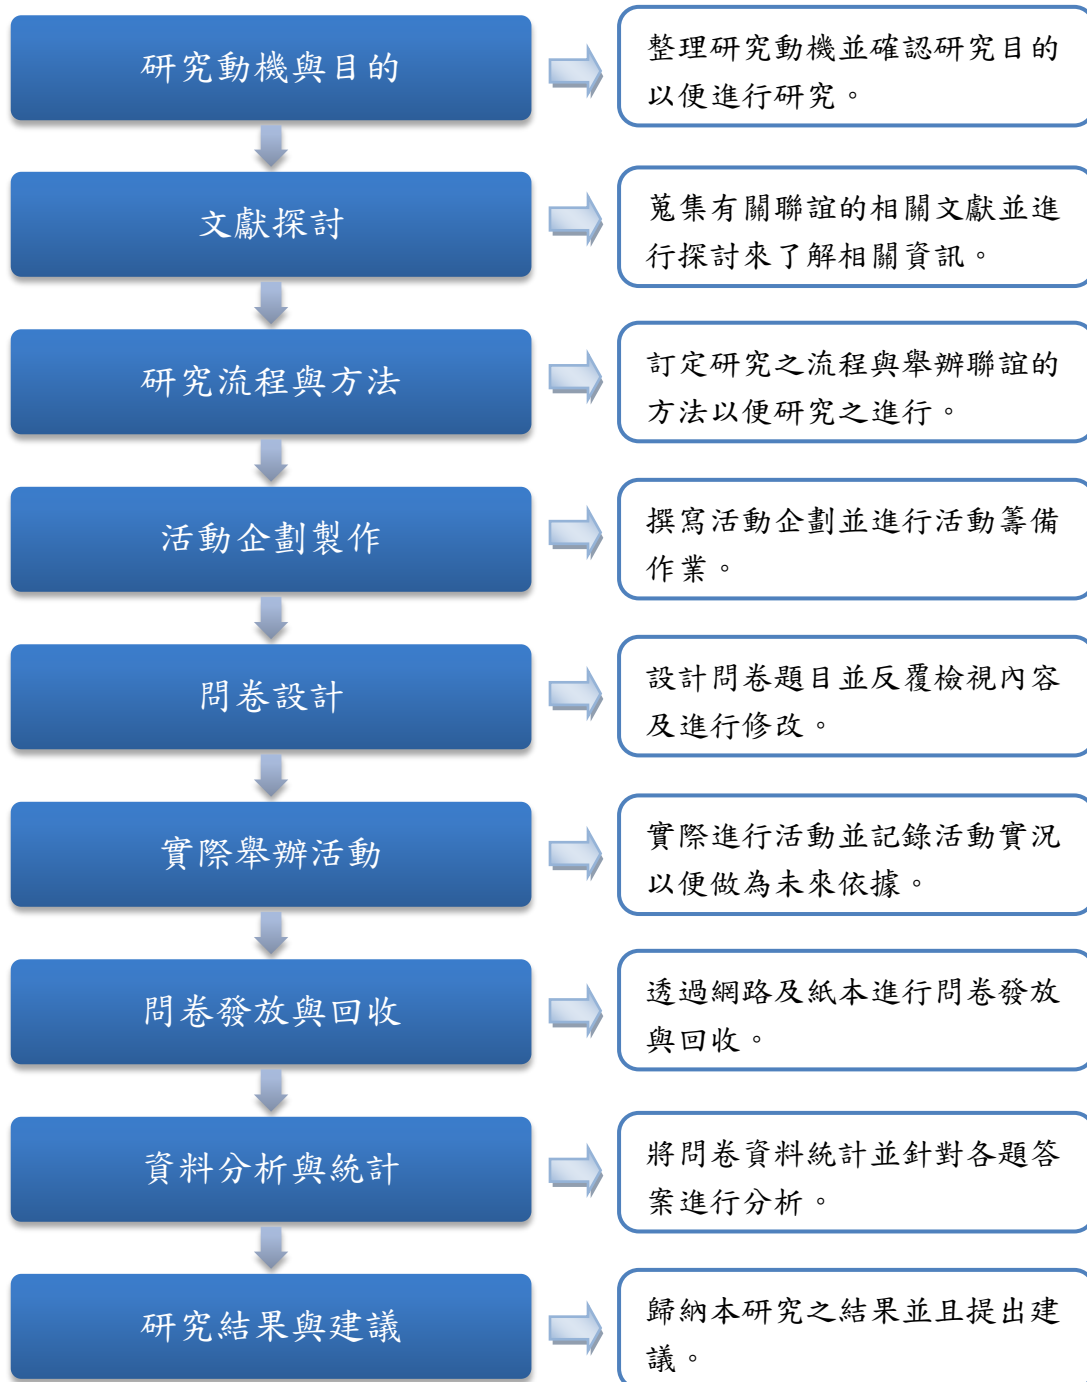 研究動機與目的
整理研究動機並確認研究目的
以便進行研究。
文獻探討
蒐集有關聯誼的相關文獻並進
行探討來了解相關資訊。
研究流程與方法
訂定研究之流程與舉辦聯誼的
方法以便研究之進行。
活動企劃製作
撰寫活動企劃並進行活動籌備
作業。
問卷設計
設計問卷題目並反覆檢視內容
及進行修改。
實際舉辦活動
實際進行活動並記錄活動實況
以便做為未來依據。
問卷發放與回收
透過網路及紙本進行問卷發放
與回收。
資料分析與統計
將問卷資料統計並針對各題答
案進行分析。
研究結果與建議
歸納本研究之結果並且提出建
議。